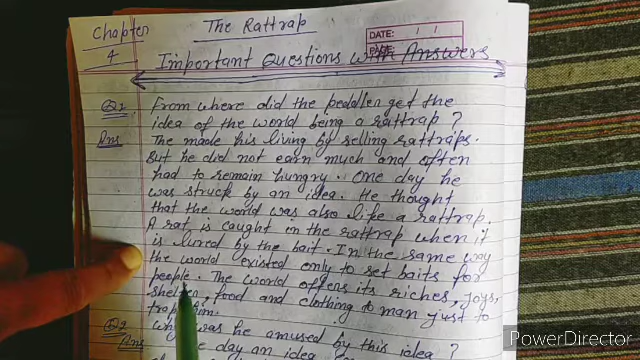 Chapter
4
The Rattrap
DATE: / /
PAGE:
Important Questions with Answers
Q1 From where did the peddler get the
idea of the world being a rattrap?
Ans The made his living by selling rattraps.
But he did not earn much and often
had to remain hungry. One day he
was struck by an idea. He thought
that the world was also like a rattrap.
A rat is caught in the rattrap when it
is lured by the bait. In the same way
the world existed only to set baits for
people. The world offers its riches, joys,
shelter, food and clothing to man just to
trap him.
Q2 Why was he amused by this idea?
Ans One day an idea
PowerDirector